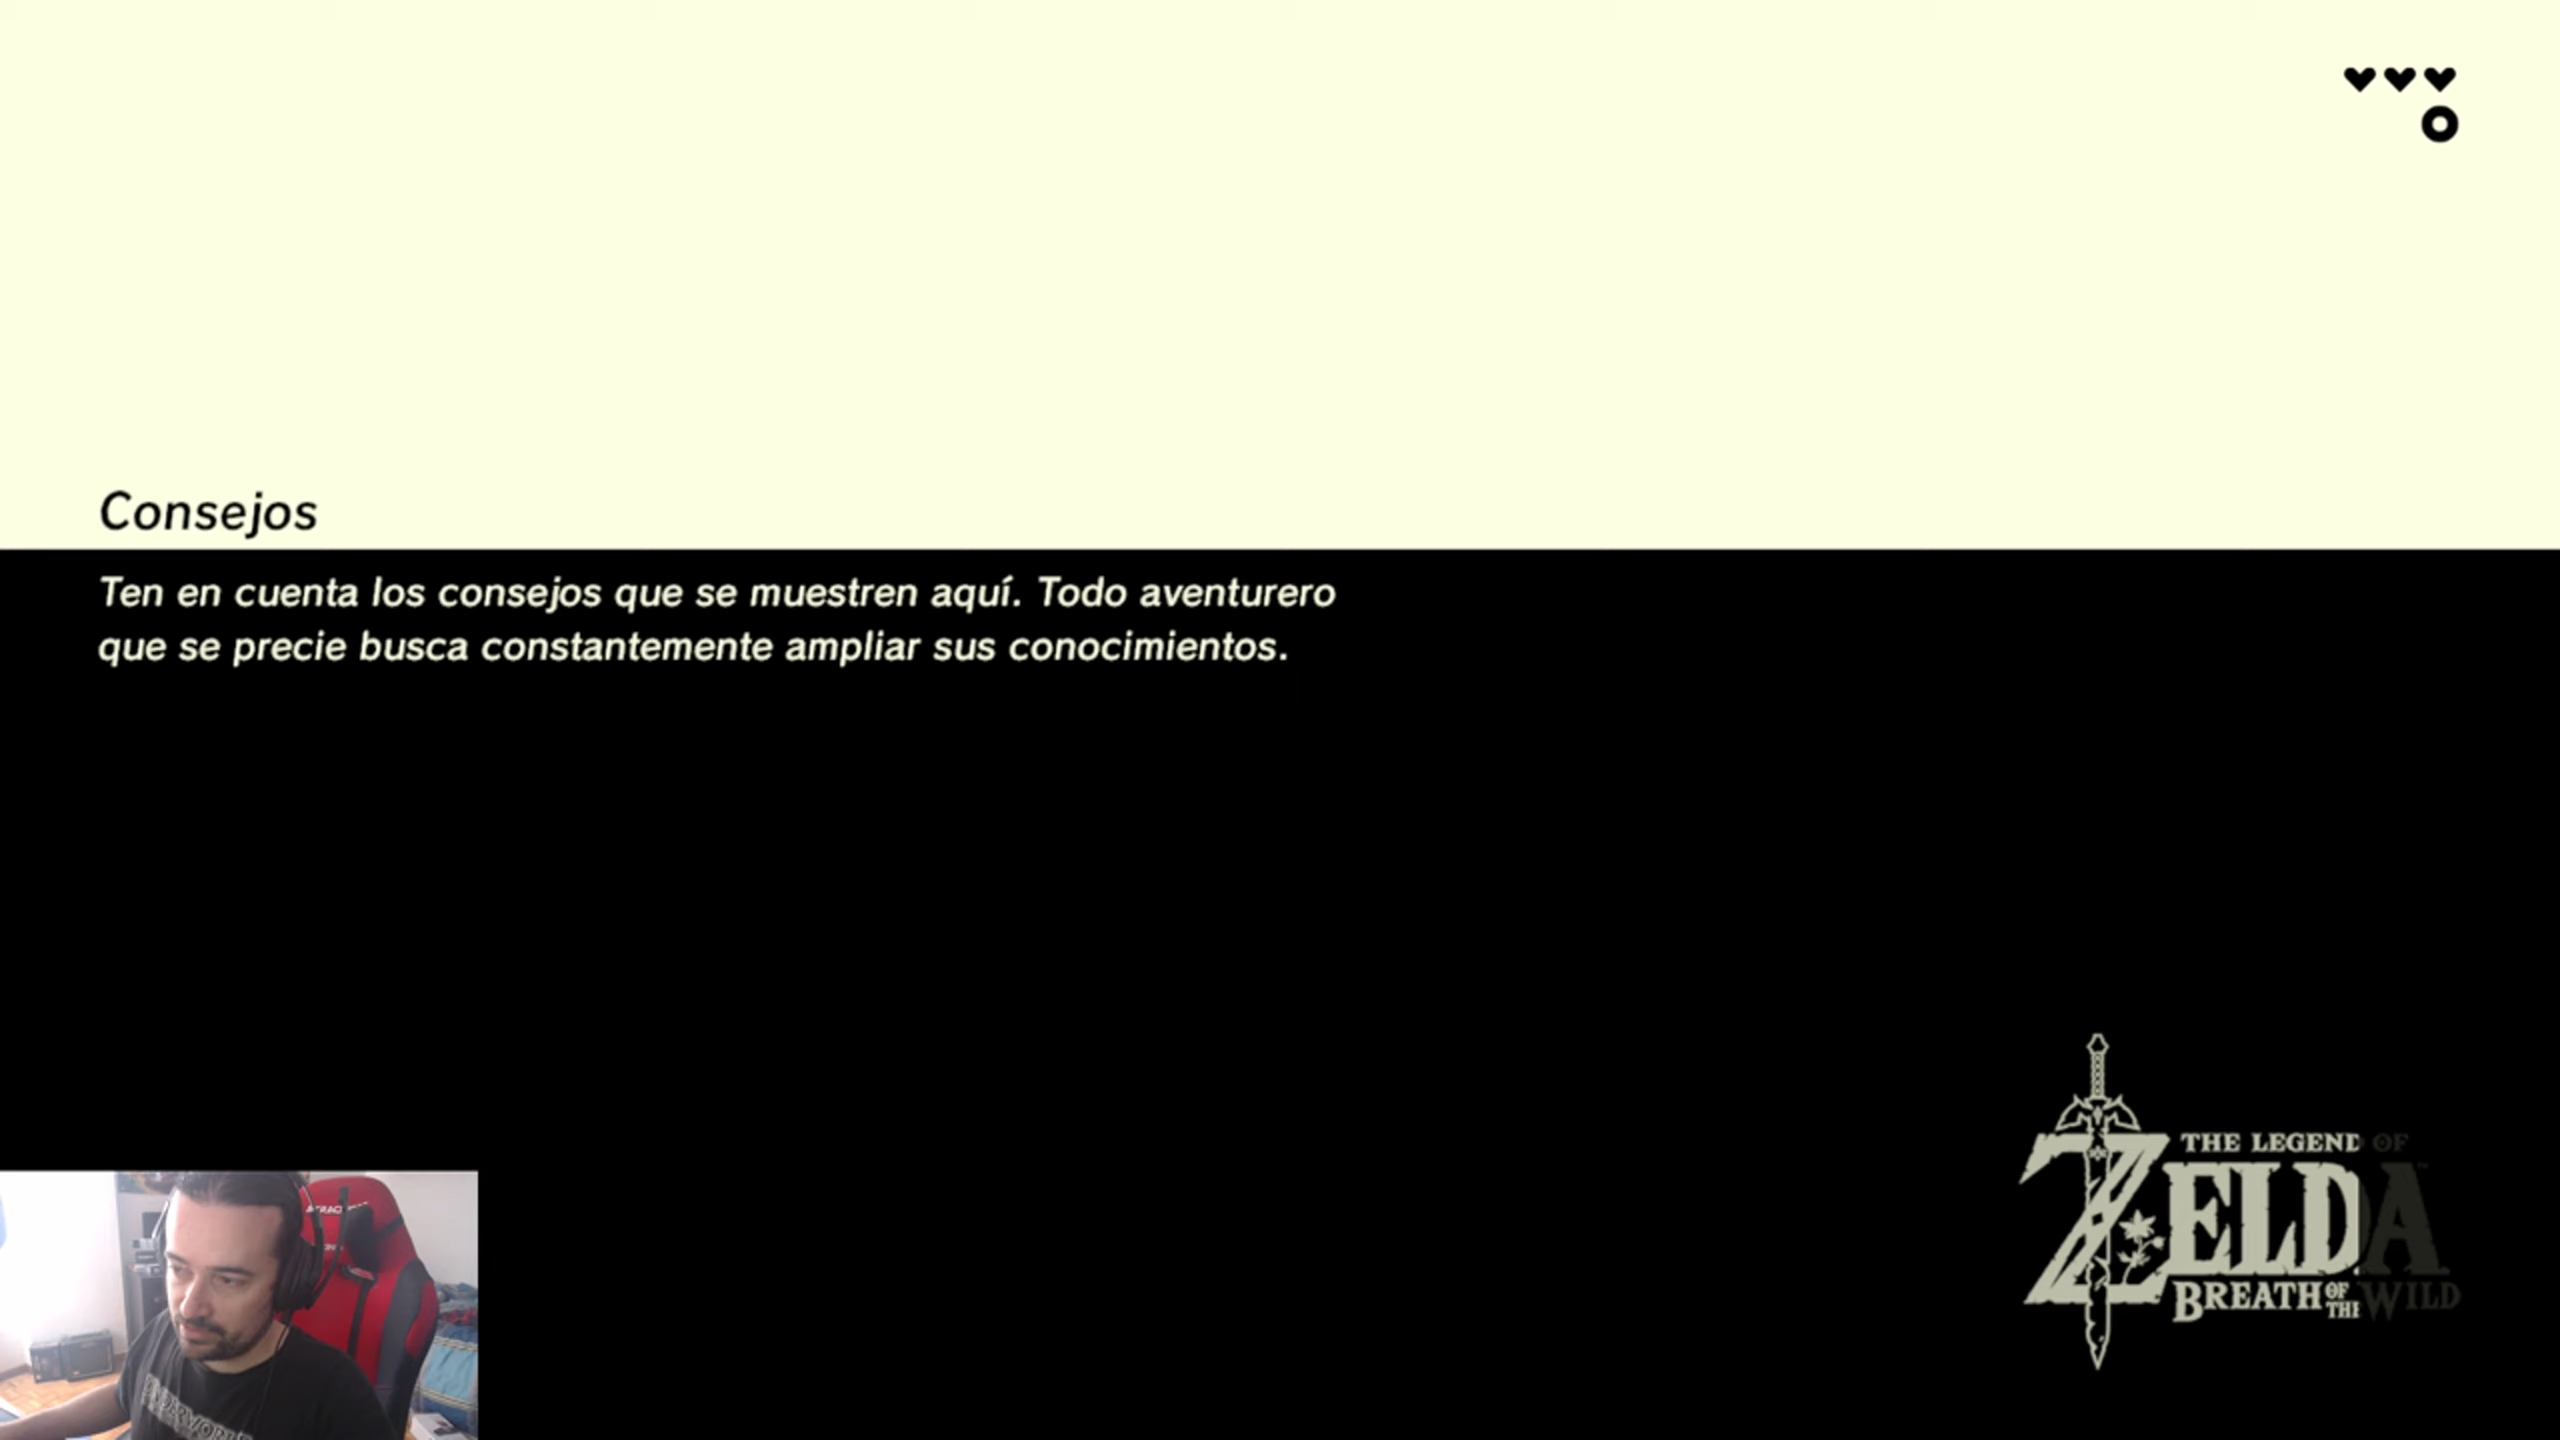 Consejos
Ten en cuenta los consejos que se muestren aquí. Todo aventurero
que se precie busca constantemente ampliar sus conocimientos.
THE LEGEND OF
ZELDA
BREATH OF THE WILD